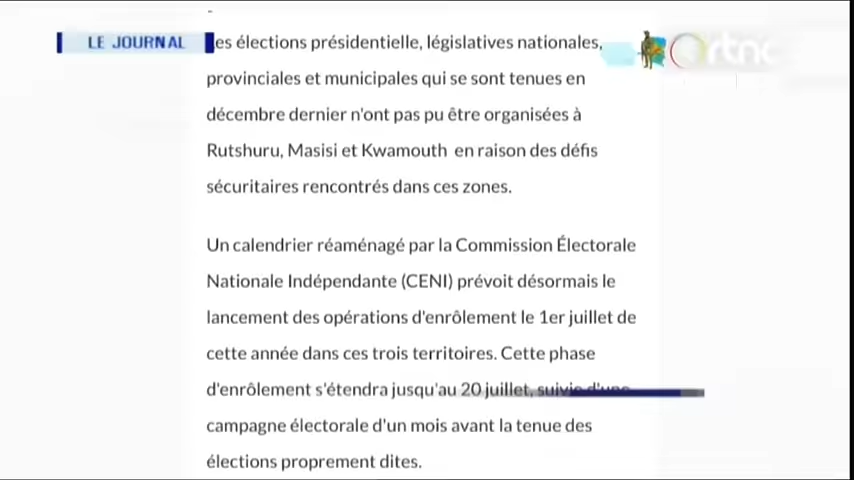 LE JOURNAL
Les élections présidentielle, législatives nationales,
rtnc
provinciales et municipales qui se sont tenues en
décembre dernier n'ont pas pu être organisées à
Rutshuru, Masisi et Kwamouth en raison des défis
sécuritaires rencontrés dans ces zones.
Un calendrier réaménagé par la Commission Électorale
Nationale Indépendante (CENI) prévoit désormais le
lancement des opérations d'enrôlement le 1er juillet de
cette année dans ces trois territoires. Cette phase
d'enrôlement s'étendra jusqu'au 20 juillet, suivie d'une
campagne électorale d'un mois avant la tenue des
élections proprement dites.